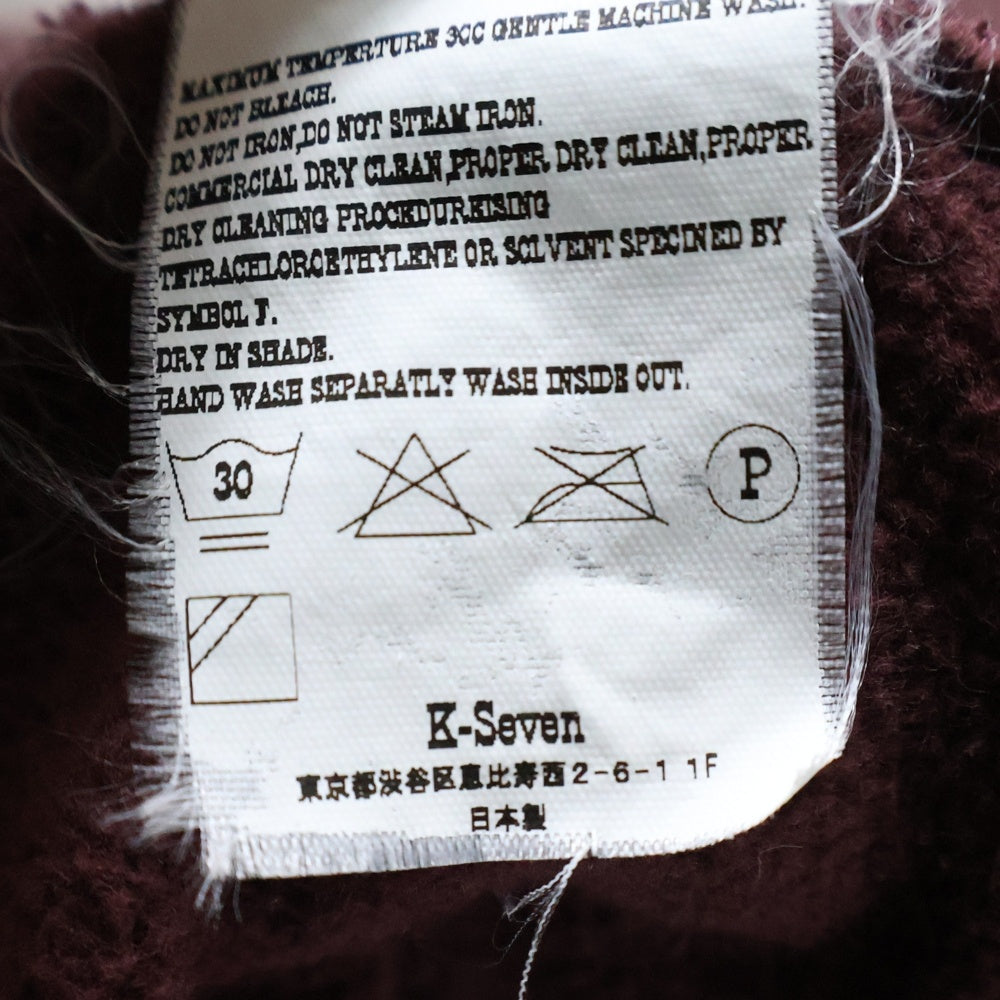 MAXIMUM TEMPERTURE 30C GENTLE MACHINE WASH.
DO NOT BLEACH.
DO NOT IRON,DO NOT STEAM IRON.
COMMERCIAL DRY CLEAN,PROPER DRY CLEAN,PROPER
DRY CLEANING PROCEDUREISING
TETRACHLOROETHYLENE OR SOLVENT SPECINED BY
SYMBOL F.
DRY IN SHADE.
HAND WASH SEPARATLY WASH INSIDE OUT.
30
P
K-Seven
東京都渋谷区恵比寿西2-6-1 1F
日本製